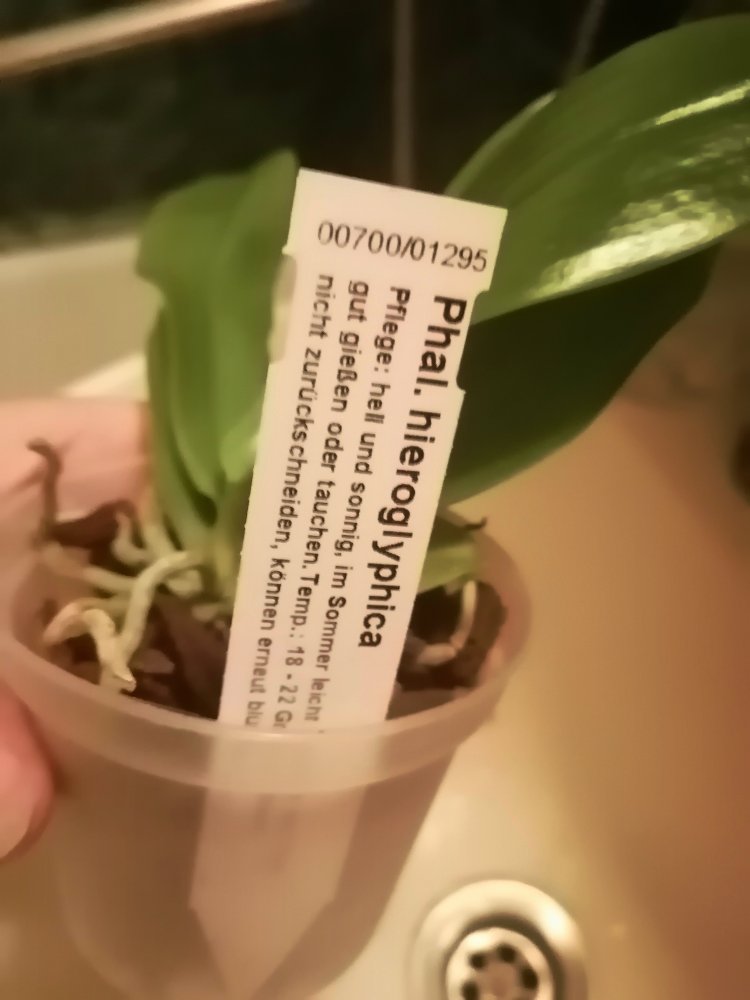 00700/01295
Phal. hieroglyphica
Pflege: hell und sonnig, im Sommer leicht
gut gießen oder tauchen. Temp.: 18 - 22
nicht zurückschneiden, können erneut